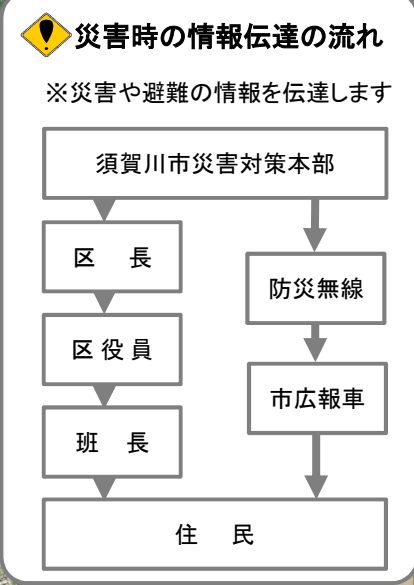 災害時の情報伝達の流れ
※災害や避難の情報を伝達します
須賀川市災害対策本部
区　長
区役員
班　長
防災無線
市広報車
住　民